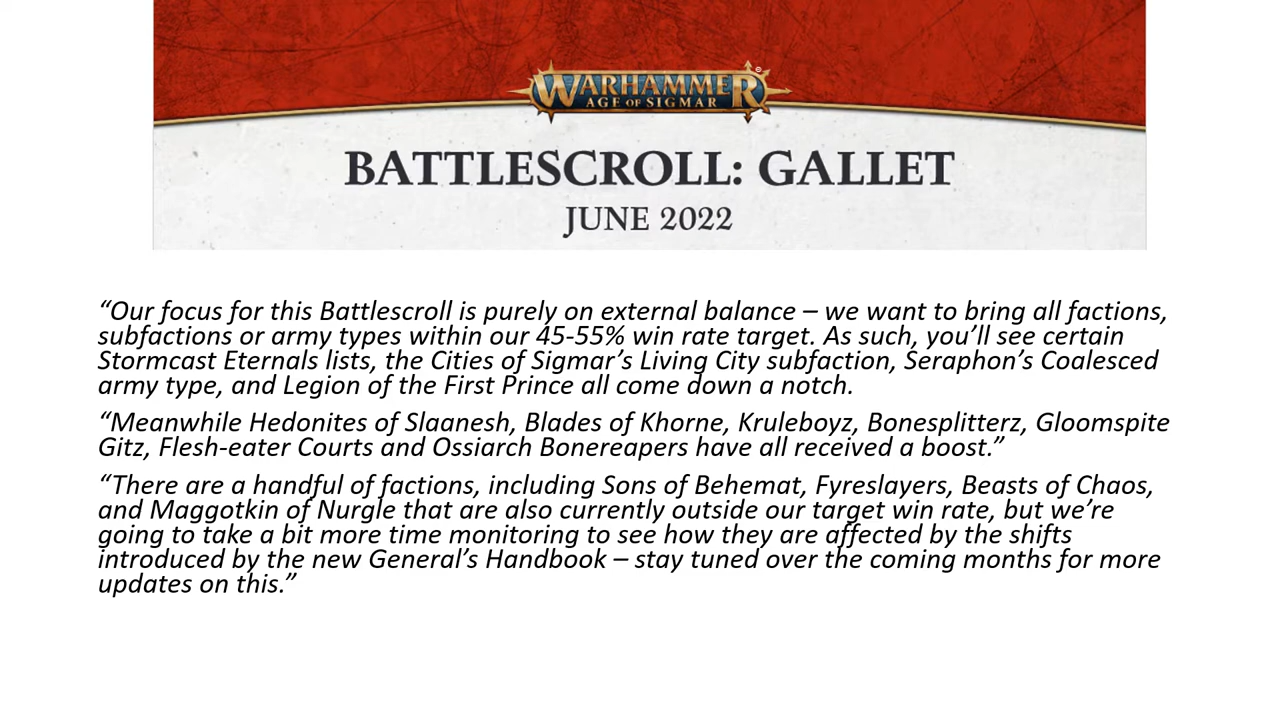 WARHAMMER
AGE OF SIGMAR
BATTLESCROLL: GALLET
JUNE 2022
“Our focus for this Battlescroll is purely on external balance – we want to bring all factions,
subfactions or army types within our 45-55% win rate target. As such, you’ll see certain
Stormcast Eternals lists, the Cities of Sigmar’s Living City subfaction, Seraphon’s Coalesced
army type, and Legion of the First Prince all come down a notch.
“Meanwhile Hedonites of Slaanesh, Blades of Khorne, Kruleboyz, Bonesplitterz, Gloomspite
Gitz, Flesh-eater Courts and Ossiarch Bonereapers have all received a boost.”
“There are a handful of factions, including Sons of Behemat, Fyreslayers, Beasts of Chaos,
and Maggotkin of Nurgle that are also currently outside our target win rate, but we’re
going to take a bit more time monitoring to see how they are affected by the shifts
introduced by the new General’s Handbook – stay tuned over the coming months for more
updates on this.”